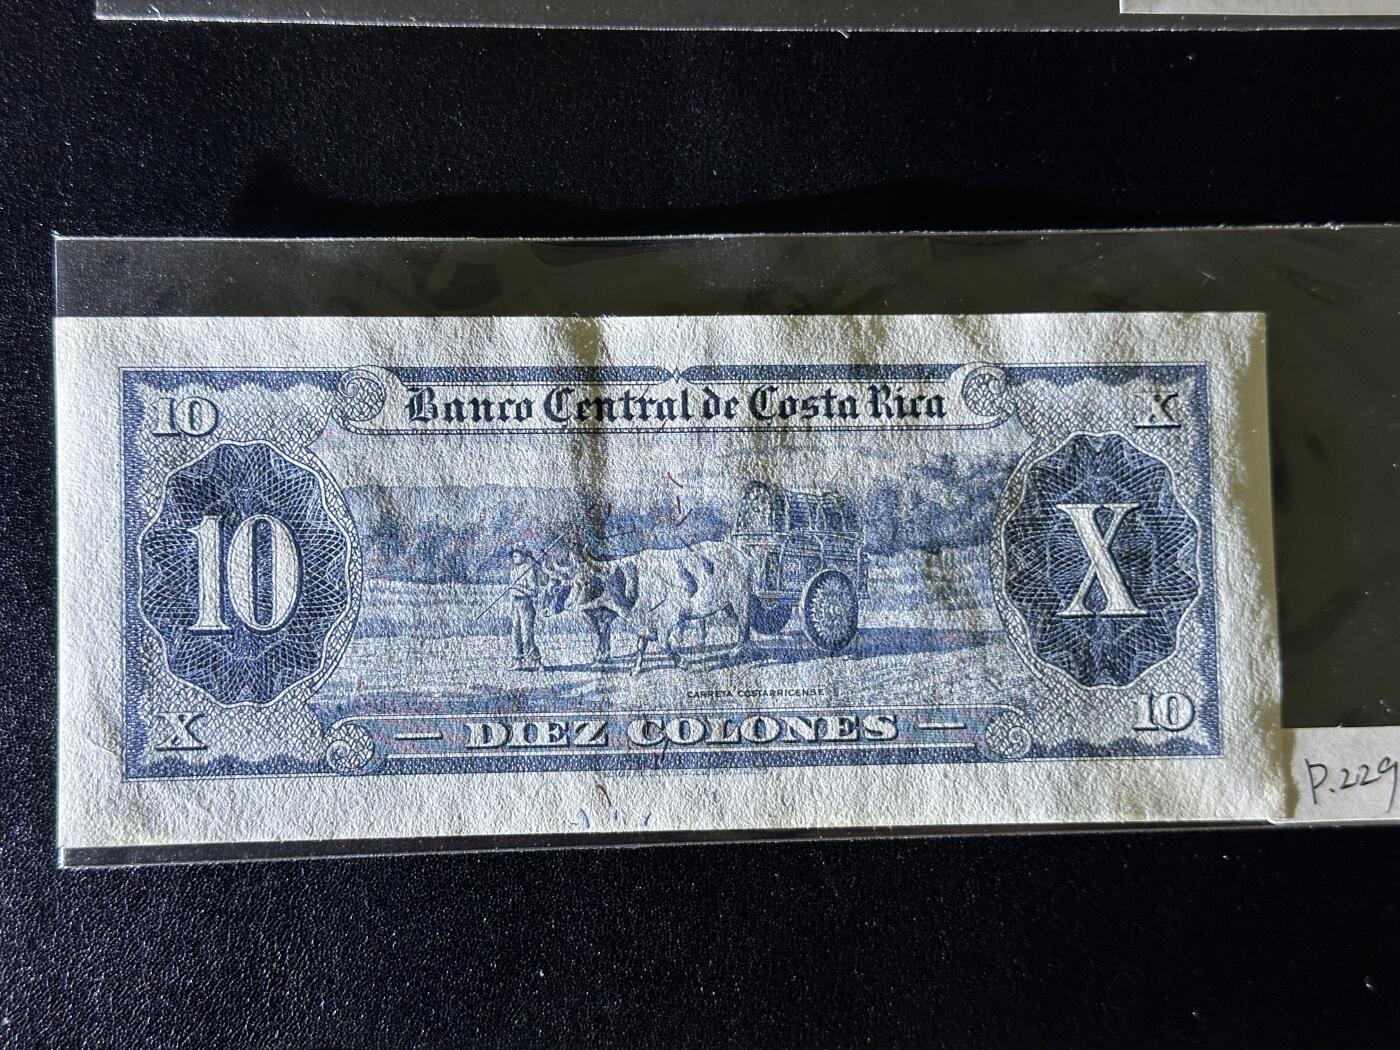 Banco Central de Costa Rica
10
X
10
X
CARRETA COSTARRICENSE
X
10
— DIEZ COLONES —
P.229